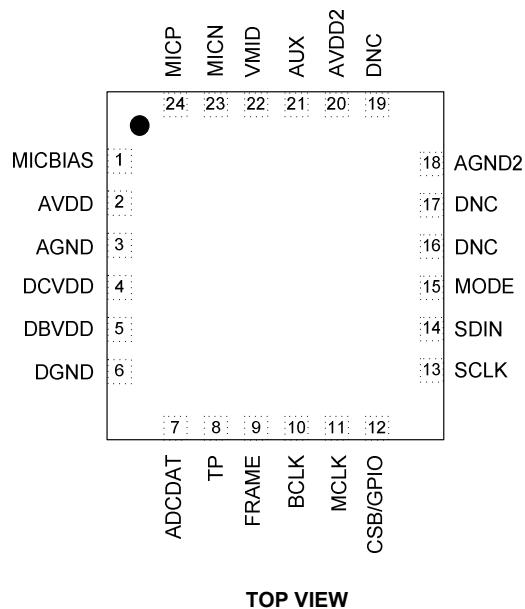 MICP
MICN
VMID
AUX
AVDD2
DNC
24
23
22
21
20
19
MICBIAS 1
AVDD 2
AGND 3
DCVDD 4
DBVDD 5
DGND 6
18 AGND2
17 DNC
16 DNC
15 MODE
14 SDIN
13 SCLK
7
8
9
10
11
12
ADCDAT
TP
FRAME
BCLK
MCLK
CSB/GPIO
TOP VIEW